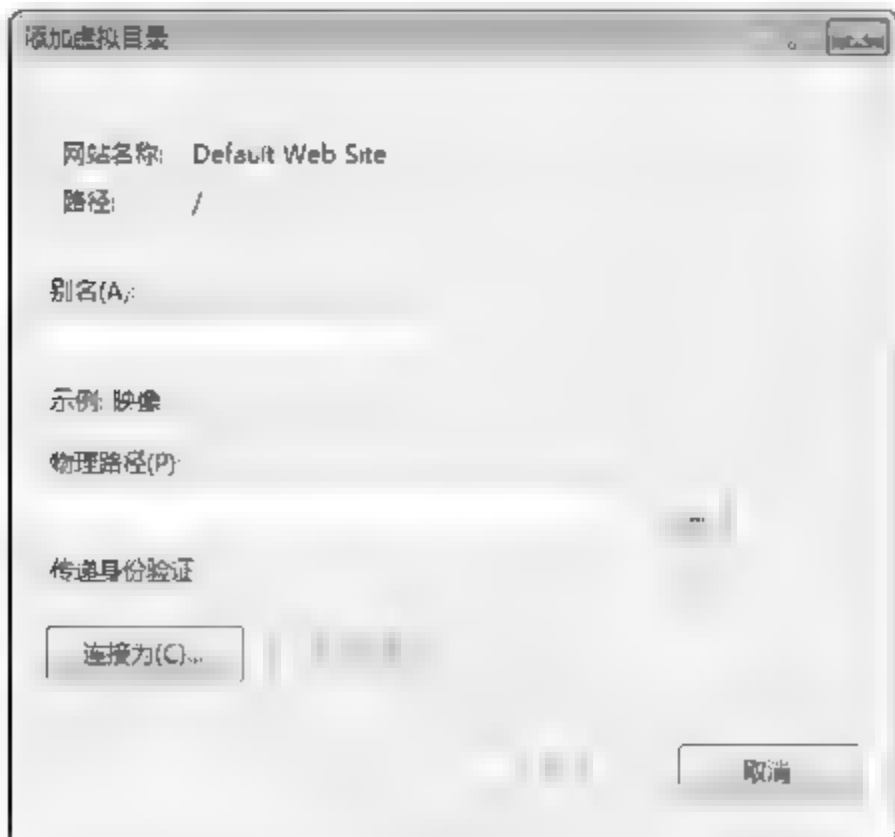 添加虚拟目录
网站名称: Default Web Site
路径: /
别名(A):
示例: 映像
物理路径(P):
...
传递身份验证
连接为(C)...
取消